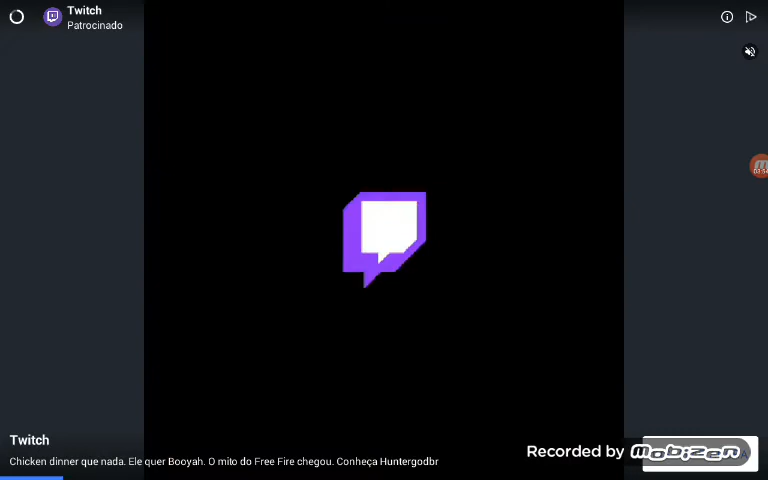 Twitch
Patrocinado
Twitch
Chicken dinner que nada. Ele quer Booyah. O mito do Free Fire chegou. Conheça Huntergodbr
Recorded by mobizen